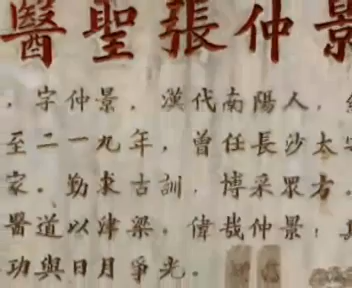 醫聖張仲景
，字仲景，漢代南陽人，
至二一九年，曾任長沙太
家。勤求古訓，博采眾方。
醫道以津梁。偉哉仲景！
功與日月爭光。